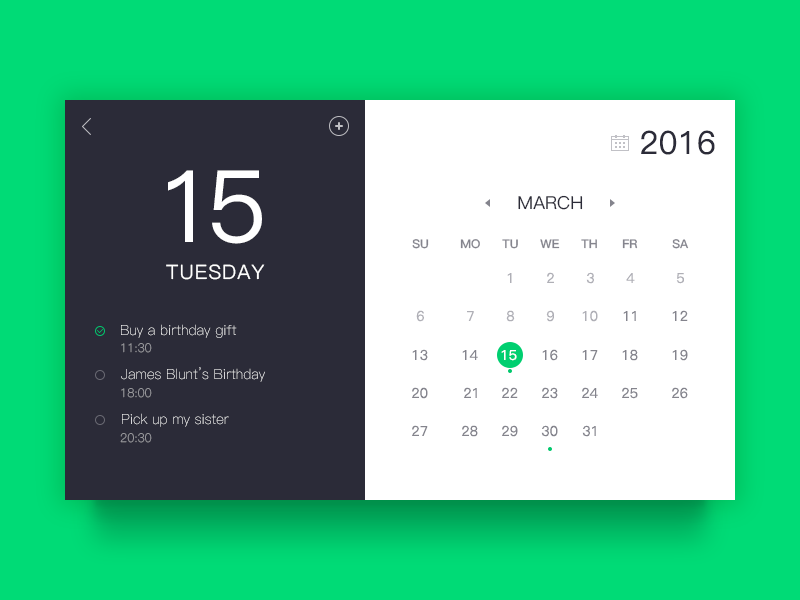 15
TUESDAY
Buy a birthday gift
11:30
James Blunt's Birthday
18:00
Pick up my sister
20:30
2016
MARCH
SU MO TU WE TH FR SA
1 2 3 4 5
6 7 8 9 10 11 12
13 14 15 16 17 18 19
20 21 22 23 24 25 26
27 28 29 30 31